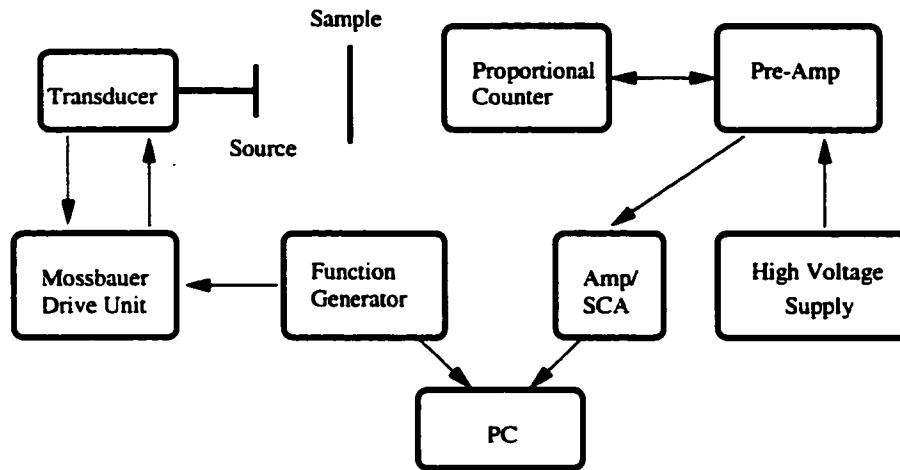 Sample
Transducer
Source
Proportional
Counter
Pre-Amp
Mossbauer
Drive Unit
Function
Generator
Amp/
SCA
High Voltage
Supply
PC